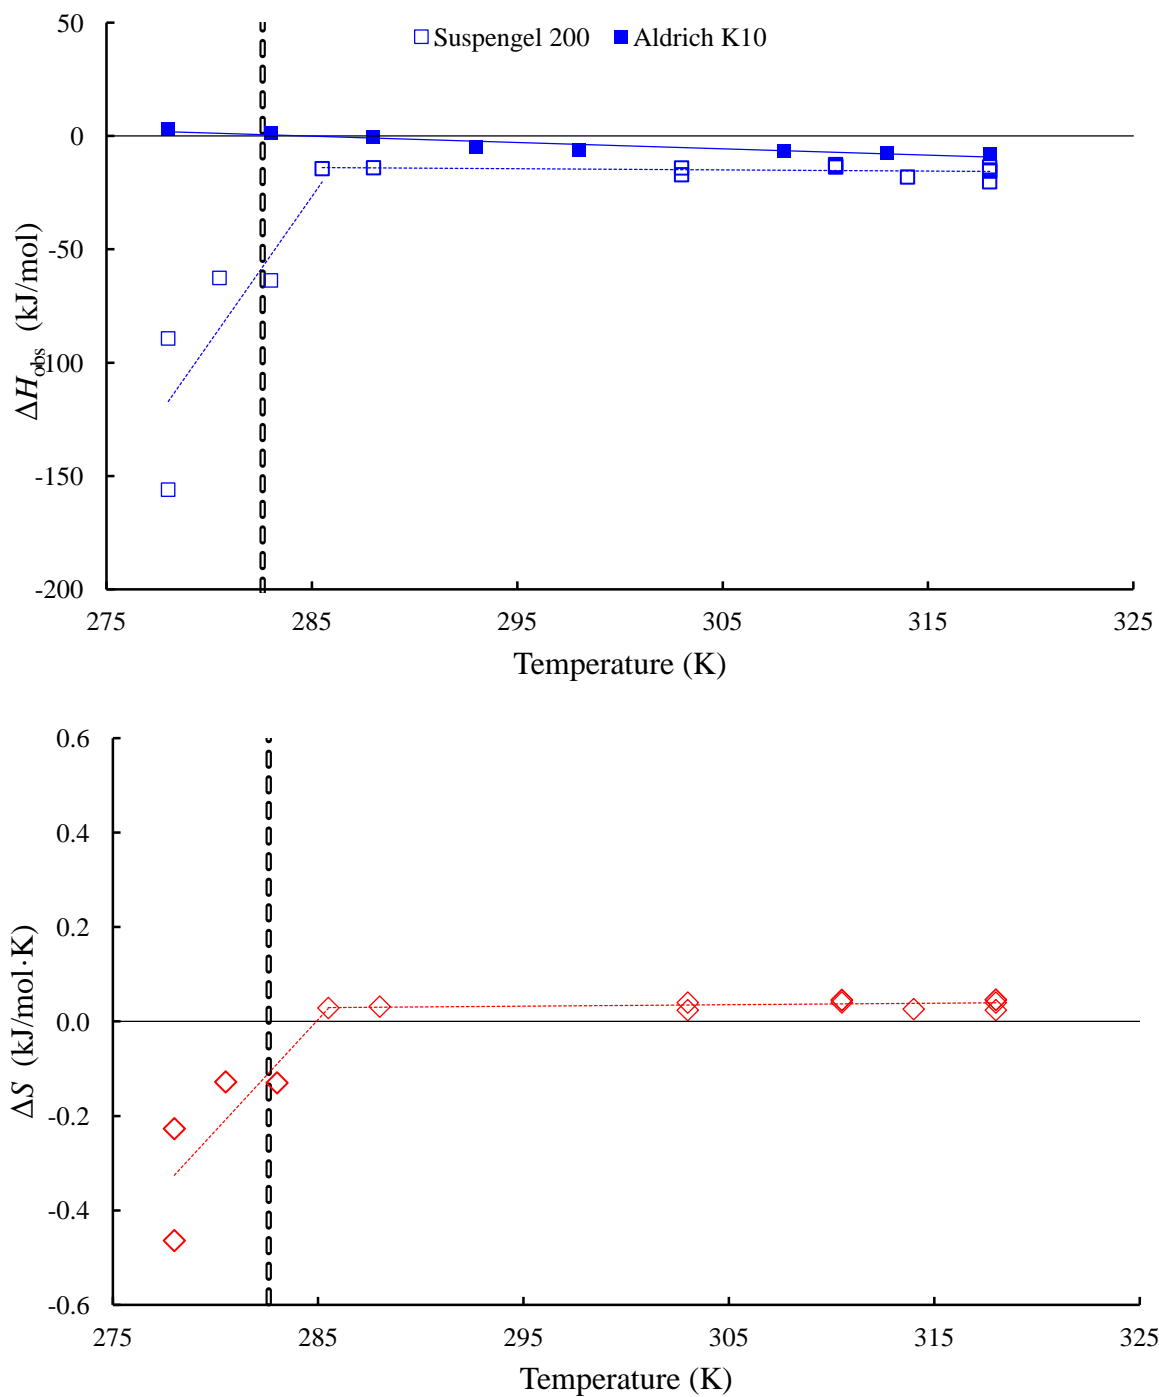 50
Suspengel 200 Aldrich K10
0
-50
-100
-150
-200
ΔHobs (kJ/mol)
275 285 295 305 315 325
Temperature (K)
0.6
0.4
0.2
0.0
-0.2
-0.4
-0.6
ΔS (kJ/mol·K)
275 285 295 305 315 325
Temperature (K)